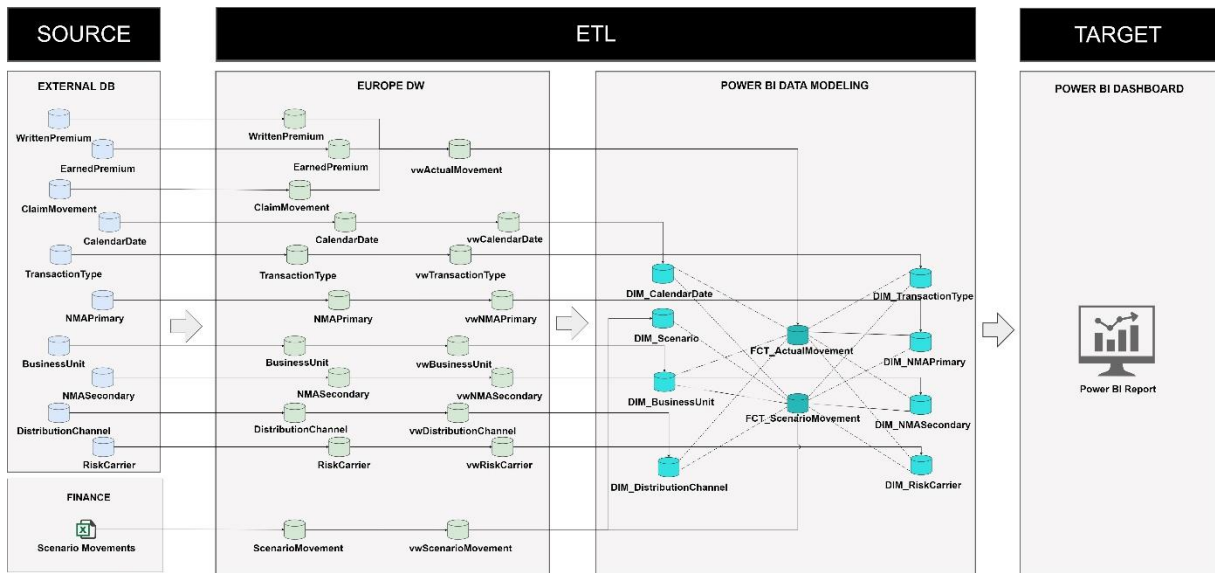 SOURCE
ETL
TARGET
EXTERNAL DB
EUROPE DW
POWER BI DATA MODELING
POWER BI DASHBOARD
WrittenPremium
EarnedPremium
ClaimMovement
CalendarDate
TransactionType
NMAPrimary
BusinessUnit
NMASecondary
DistributionChannel
RiskCarrier
FINANCE
Scenario Movements
WrittenPremium
EarnedPremium
vwActualMovement
ClaimMovement
CalendarDate
vwCalendarDate
TransactionType
vwTransactionType
NMAPrimary
vwNMAPrimary
BusinessUnit
vwBusinessUnit
NMASecondary
vwNMASecondary
DistributionChannel
vwDistributionChannel
RiskCarrier
vwRiskCarrier
ScenarioMovement
vwScenarioMovement
DIM_CalendarDate
DIM_Scenario
DIM_BusinessUnit
DIM_DistributionChannel
FCT_ActualMovement
FCT_ScenarioMovement
DIM_TransactionType
DIM_NMAPrimary
DIM_NMASecondary
DIM_RiskCarrier
Power BI Report